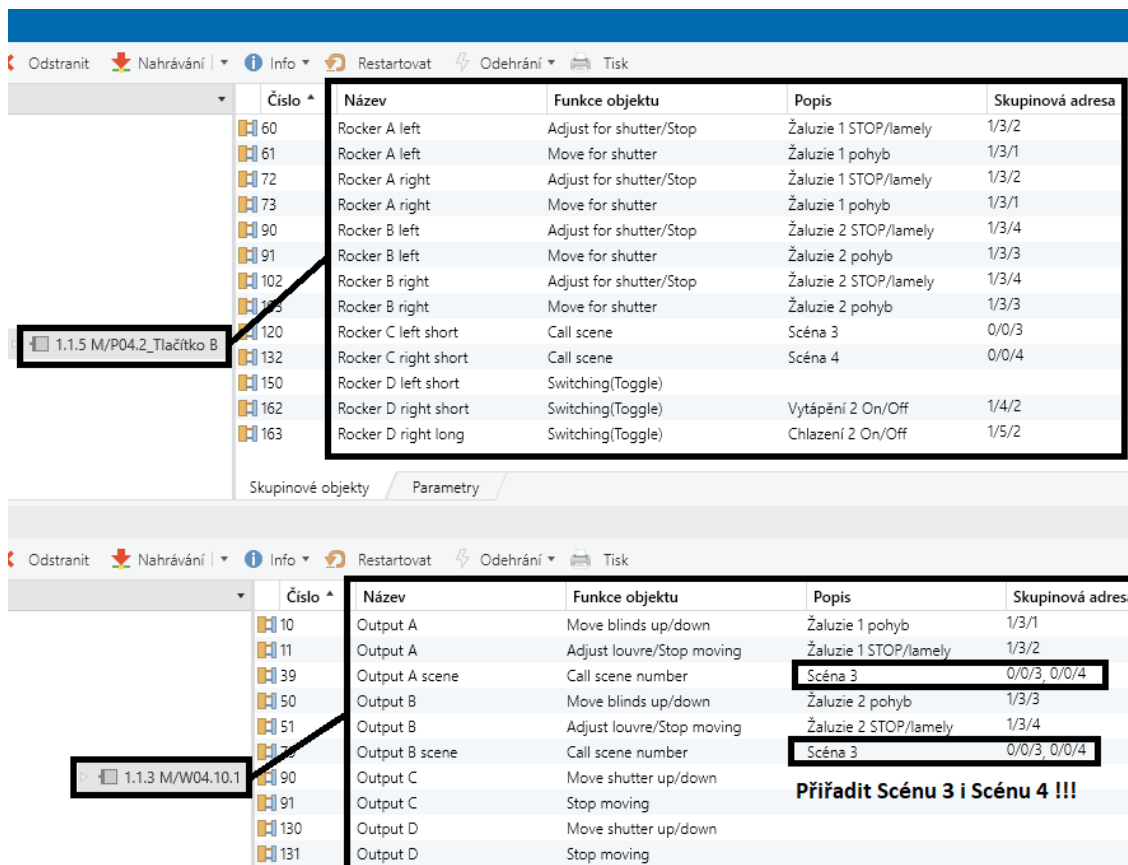 Odstranit Nahrávání Info Restartovat Odehrání Tisk
Číslo Název Funkce objektu Popis Skupinová adresa
60 Rocker A left Adjust for shutter/Stop Žaluzie 1 STOP/lamely 1/3/2
61 Rocker A left Move for shutter Žaluzie 1 pohyb 1/3/1
72 Rocker A right Adjust for shutter/Stop Žaluzie 1 STOP/lamely 1/3/2
73 Rocker A right Move for shutter Žaluzie 1 pohyb 1/3/1
90 Rocker B left Adjust for shutter/Stop Žaluzie 2 STOP/lamely 1/3/4
91 Rocker B left Move for shutter Žaluzie 2 pohyb 1/3/3
102 Rocker B right Adjust for shutter/Stop Žaluzie 2 STOP/lamely 1/3/4
Rocker B right Move for shutter Žaluzie 2 pohyb 1/3/3
120 Rocker C left short Call scene Scéna 3 0/0/3
1.1.5 M/P04.2_Tlačítko B
132 Rocker C right short Call scene Scéna 4 0/0/4
150 Rocker D left short Switching(Toggle)
162 Rocker D right short Switching(Toggle) Vytápění 2 On/Off 1/4/2
163 Rocker D right long Switching(Toggle) Chlazení 2 On/Off 1/5/2
Skupinové objekty Parametry
Odstranit Nahrávání Info Restartovat Odehrání Tisk
Číslo Název Funkce objektu Popis Skupinová adresa
10 Output A Move blinds up/down Žaluzie 1 pohyb 1/3/1
11 Output A Adjust louvre/Stop moving Žaluzie 1 STOP/lamely 1/3/2
39 Output A scene Call scene number Scéna 3 0/0/3, 0/0/4
50 Output B Move blinds up/down Žaluzie 2 pohyb 1/3/3
51 Output B Adjust louvre/Stop moving Žaluzie 2 STOP/lamely 1/3/4
Output B scene Call scene number Scéna 3 0/0/3, 0/0/4
1.1.3 M/W04.10.1
90 Output C Move shutter up/down
Přiřadit Scénu 3 i Scénu 4 !!!
91 Output C Stop moving
130 Output D Move shutter up/down
131 Output D Stop moving